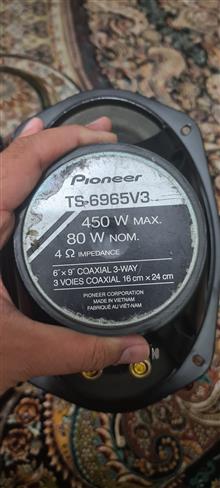 Pioneer
TS-6965V3
450 W MAX.
80 W NOM.
4 Ω IMPEDANCE
6" x 9" COAXIAL 3-WAY
3 VOIES COAXIAL 16 cm x 24 cm
PIONEER CORPORATION
MADE IN VIETNAM
FABRIQUÉ AU VIÊT-NAM